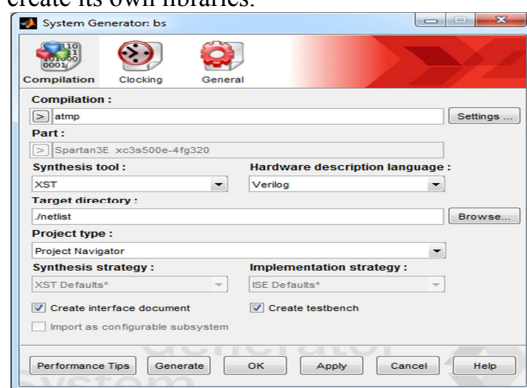 create its own libraries.
System Generator: bs
Compilation Clocking General
Compilation :
> atmp Settings ...
Part :
> Spartan3E xc3s500e-4fg320
Synthesis tool : Hardware description language :
XST Verilog
Target directory :
./netlist Browse...
Project type :
Project Navigator
Synthesis strategy : Implementation strategy :
XST Defaults* ISE Defaults*
Create interface document Create testbench
Import as configurable subsystem
Performance Tips Generate OK Apply Cancel Help